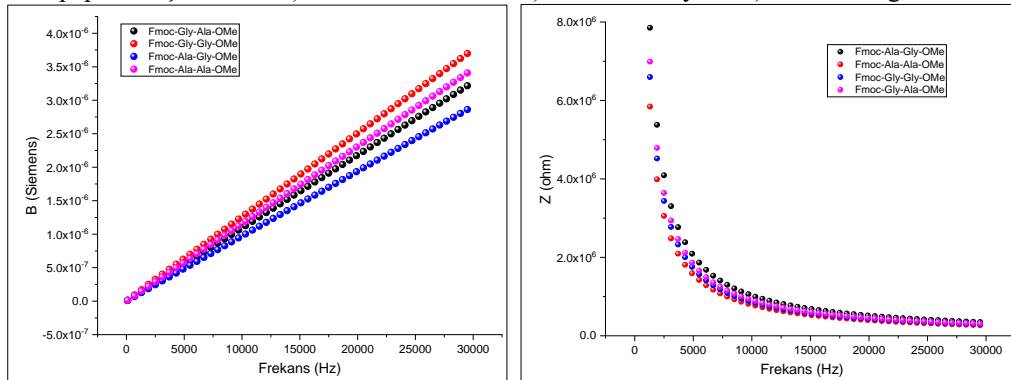 Fmoc-Gly-Ala-OMe
Fmoc-Gly-Gly-OMe
Fmoc-Ala-Gly-OMe
Fmoc-Ala-Ala-OMe
4.0x10⁻⁶
3.5x10⁻⁶
3.0x10⁻⁶
2.5x10⁻⁶
2.0x10⁻⁶
1.5x10⁻⁶
1.0x10⁻⁶
5.0x10⁻⁷
0.0
-5.0x10⁻⁷
B (Siemens)
0 5000 10000 15000 20000 25000 30000
Frekans (Hz)
Fmoc-Ala-Gly-OMe
Fmoc-Ala-Ala-OMe
Fmoc-Gly-Gly-OMe
Fmoc-Gly-Ala-OMe
8.0x10⁶
6.0x10⁶
4.0x10⁶
2.0x10⁶
0.0
Z (ohm)
0 5000 10000 15000 20000 25000 30000
Frekans (Hz)